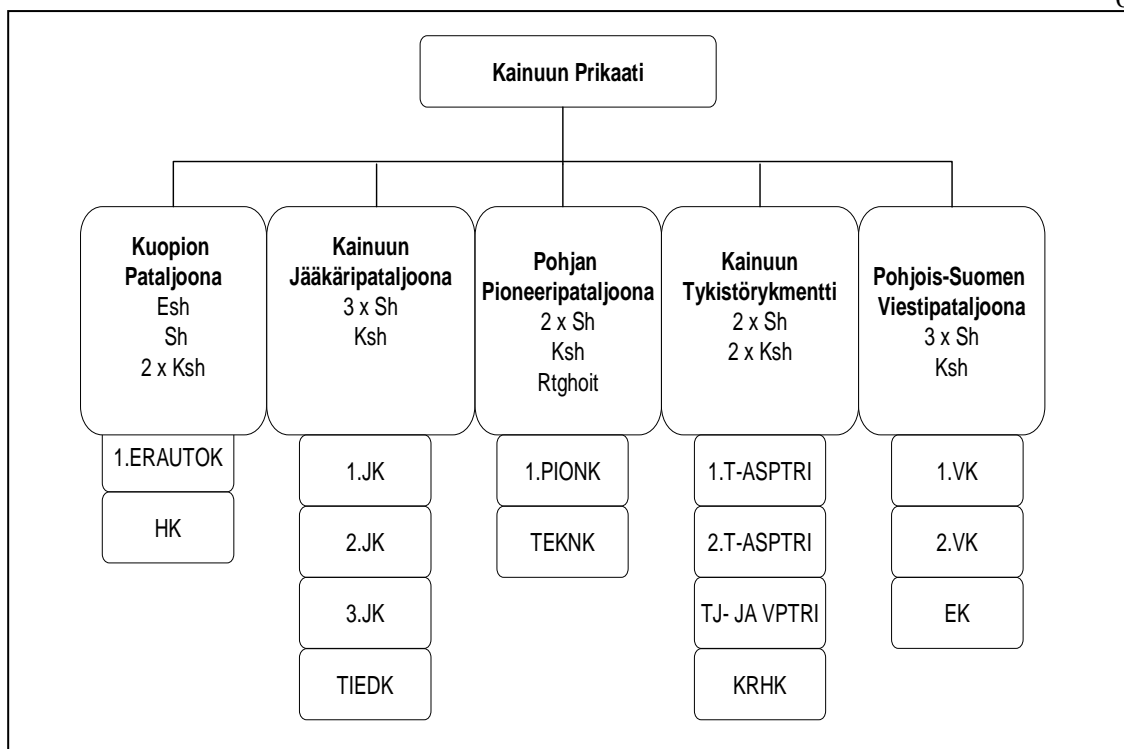 Kainuun Prikaati
Kuopion
Pataljoona
Esh
Sh
2 x Ksh
1.ERAUTOK
HK
Kainuun
Jääkäripataljoona
3 x Sh
Ksh
1.JK
2.JK
3.JK
TIEDK
Pohjan
Pioneeripataljoona
2 x Sh
Ksh
Rtghoit
1.PIONK
TEKNK
Kainuun
Tykistörykmentti
2 x Sh
2 x Ksh
1.T-ASPTRI
2.T-ASPTRI
TJ- JA VPTRI
KRHK
Pohjois-Suomen
Viestipataljoona
3 x Sh
Ksh
1.VK
2.VK
EK